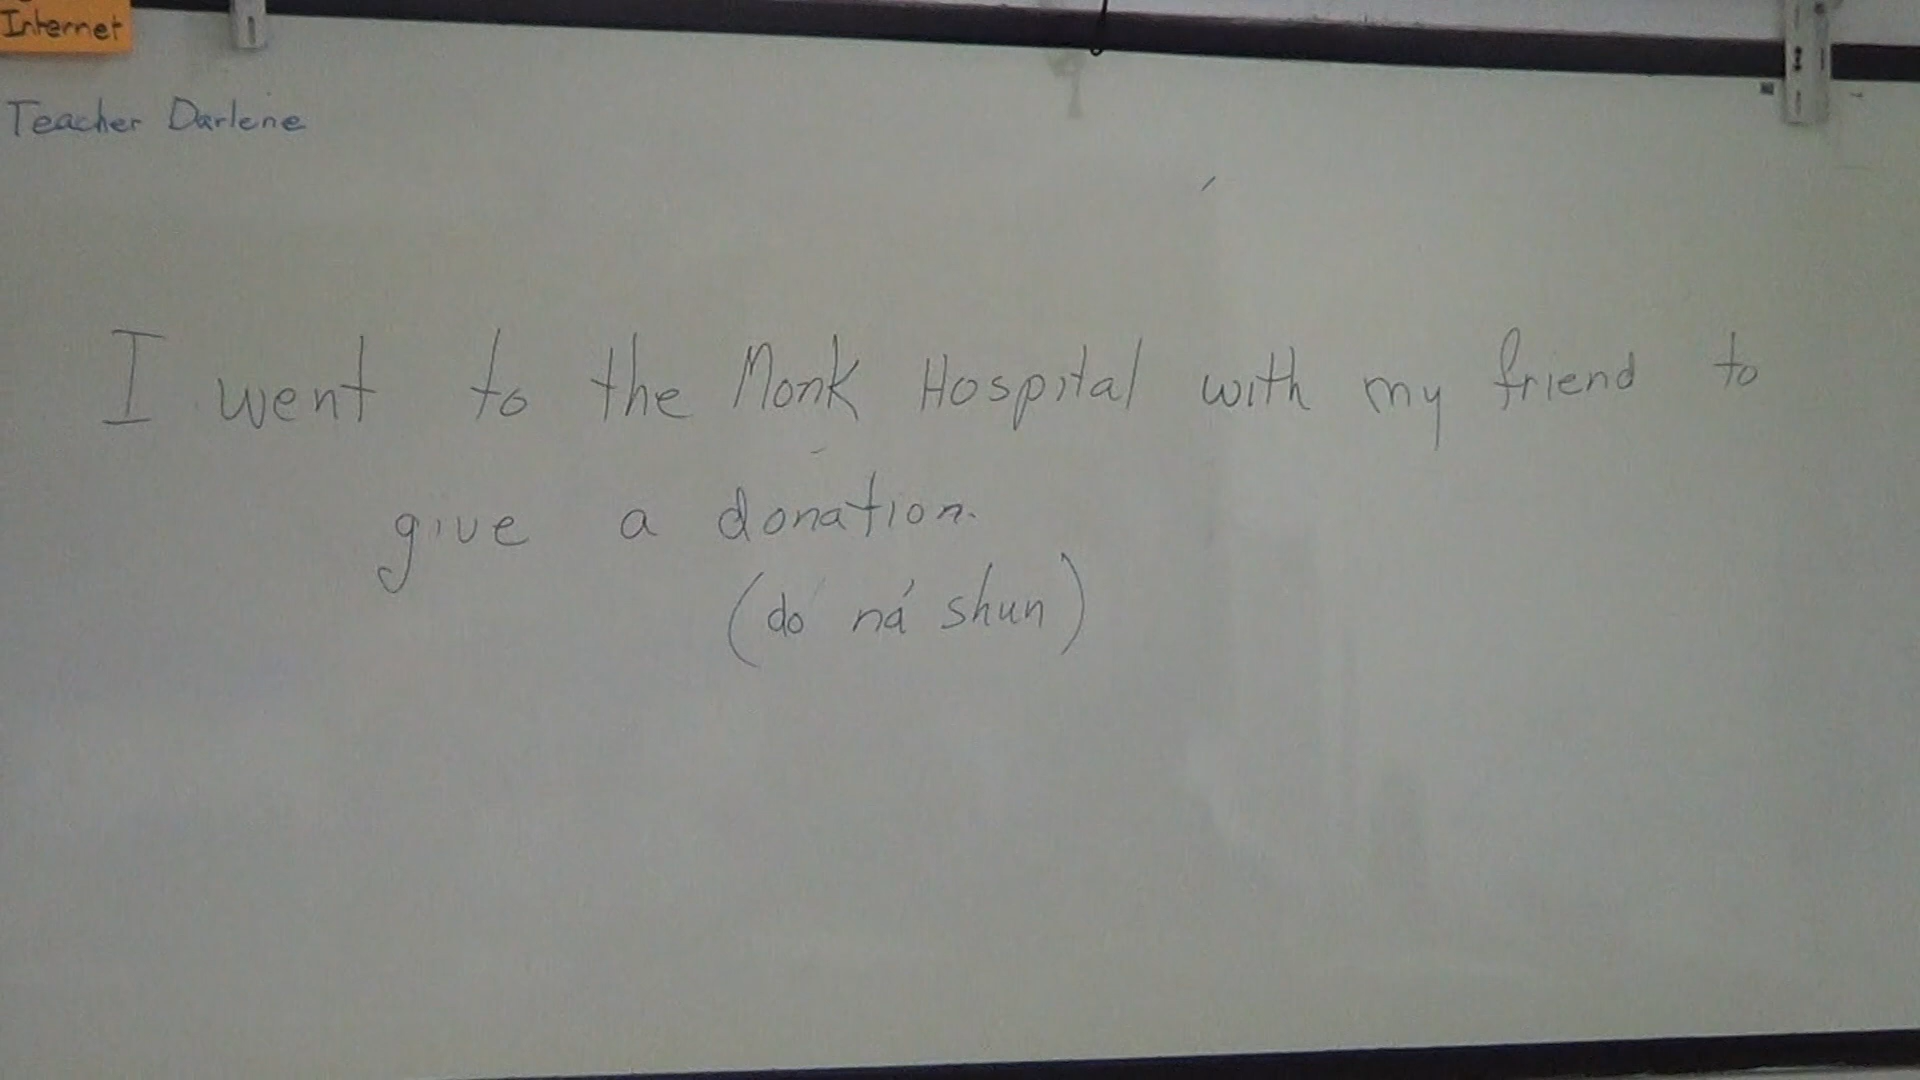 Internet
Teacher Darlene
I went to the Monk Hospital with my friend to
give a donation.
(do ná shun)